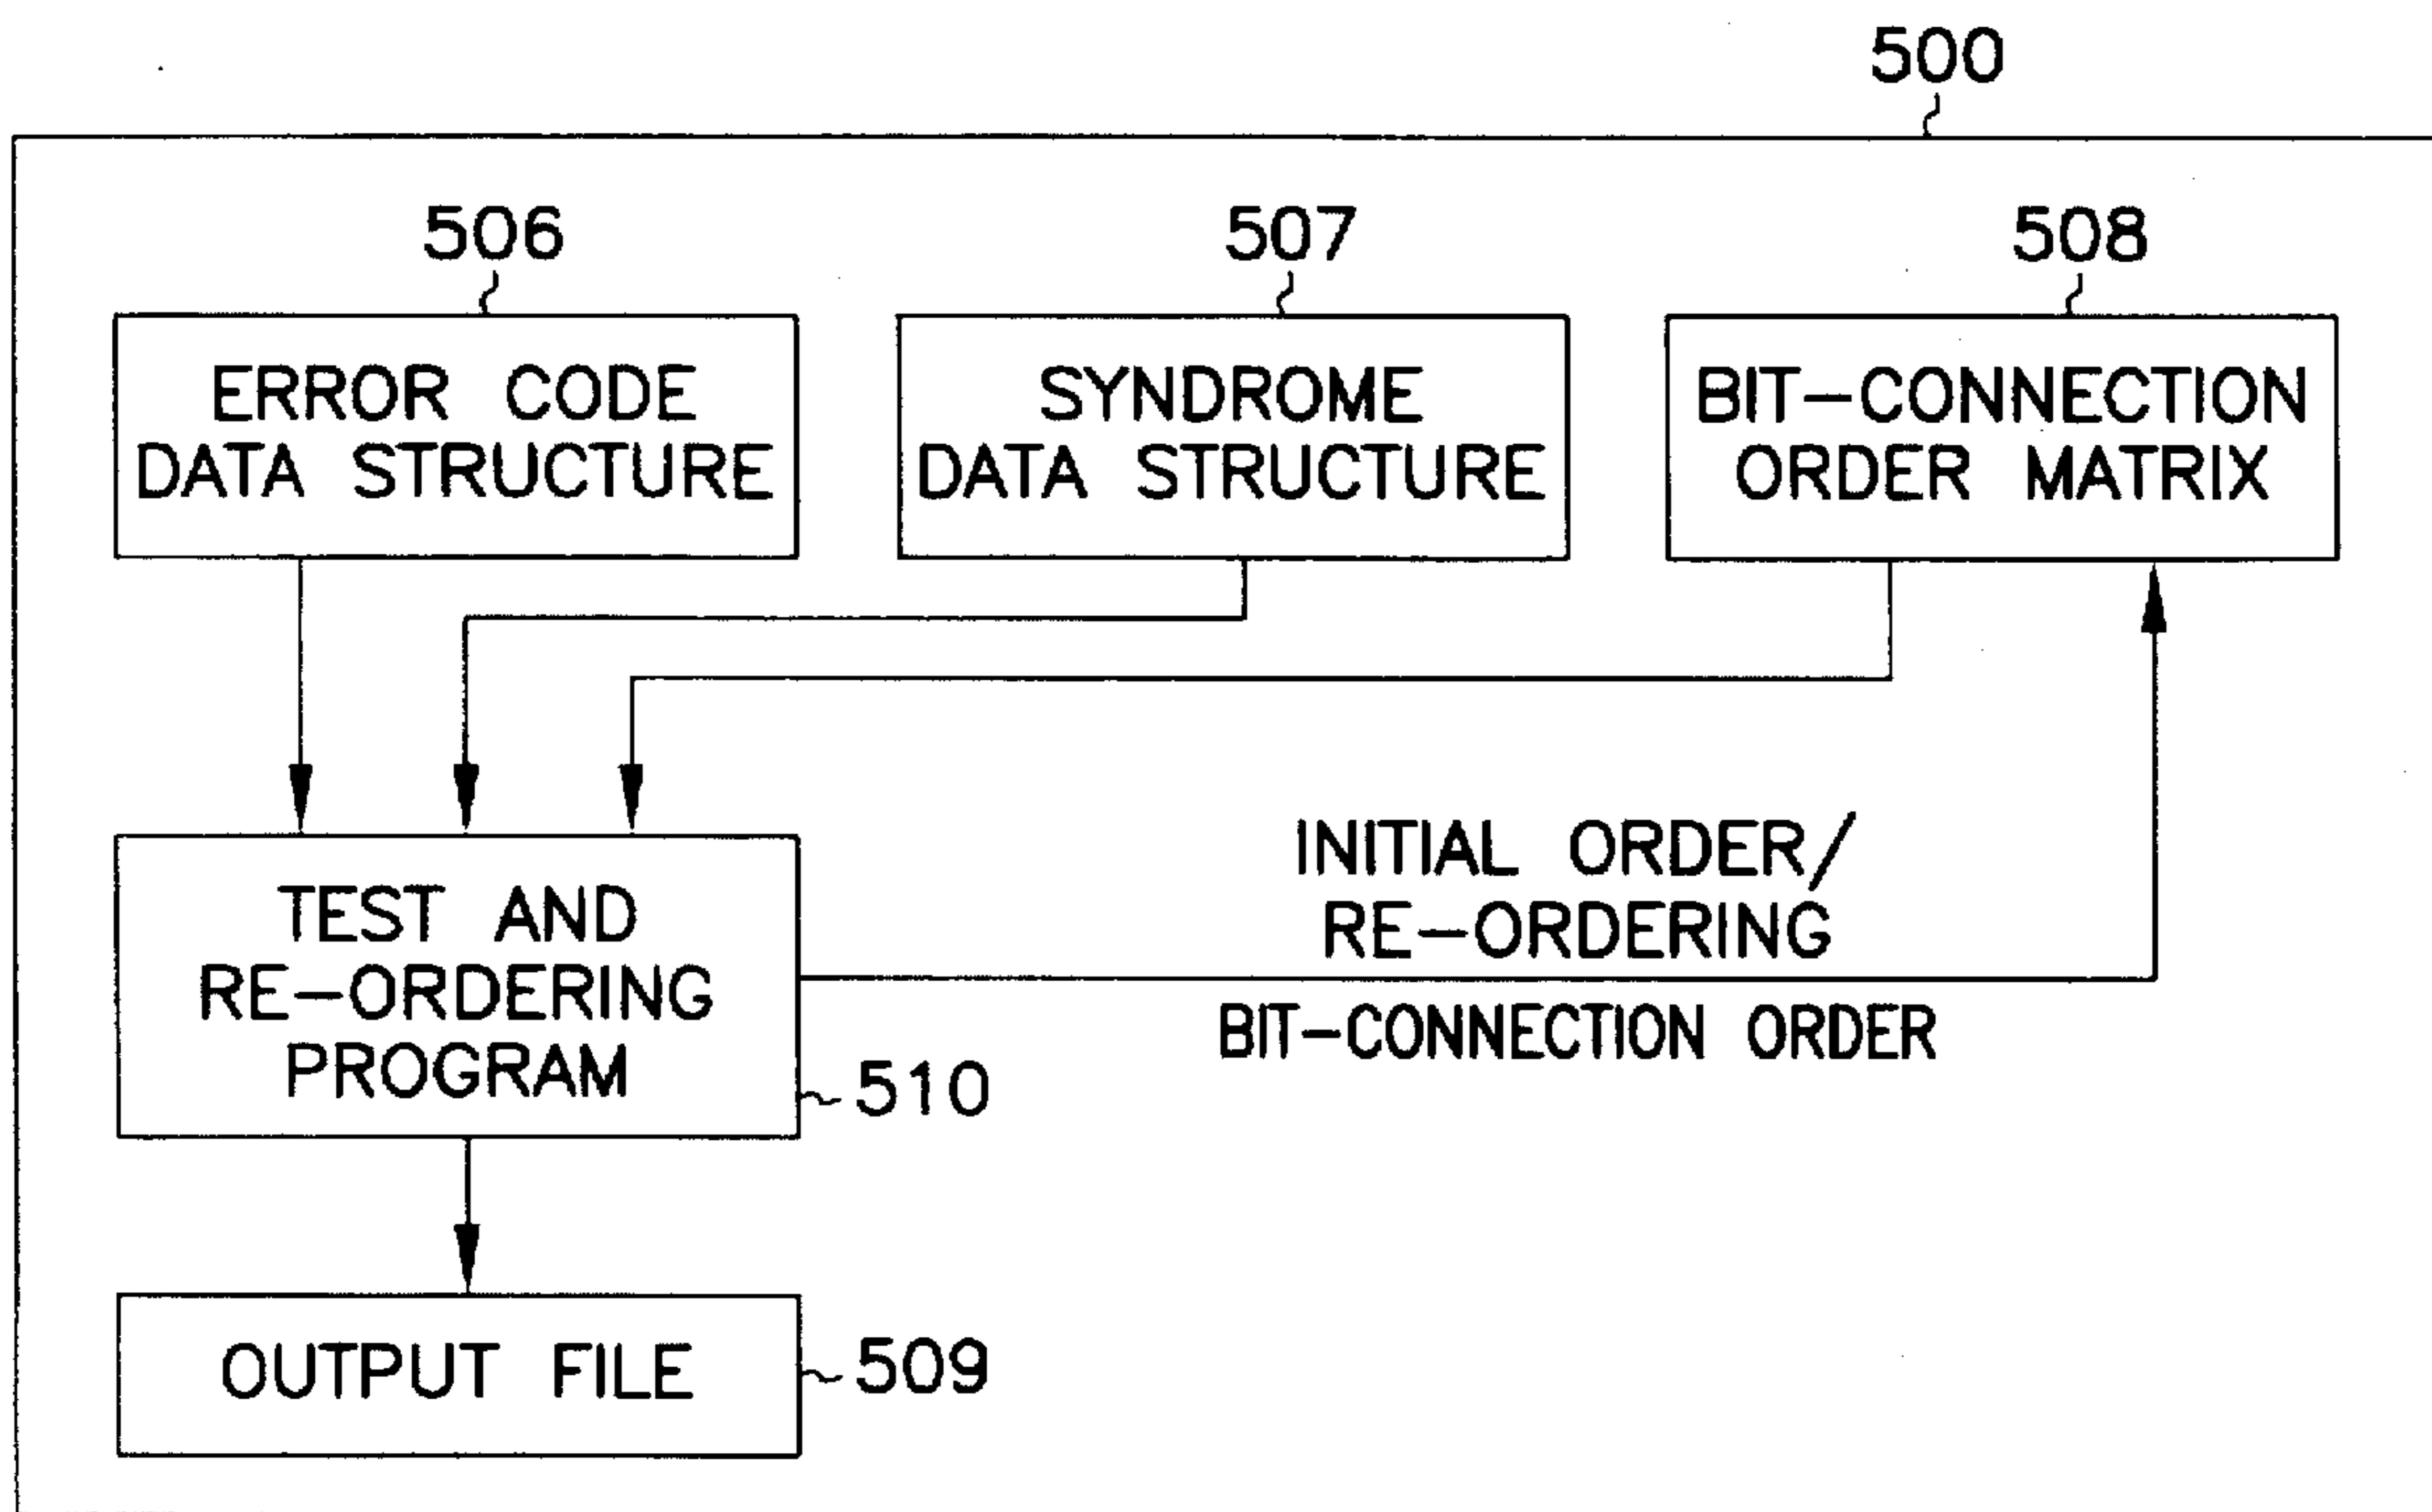 500
506
507
508
ERROR CODE
DATA STRUCTURE
SYNDROME
DATA STRUCTURE
BIT-CONNECTION
ORDER MATRIX
TEST AND
RE-ORDERING
PROGRAM
510
INITIAL ORDER/
RE-ORDERING
BIT-CONNECTION ORDER
OUTPUT FILE
509